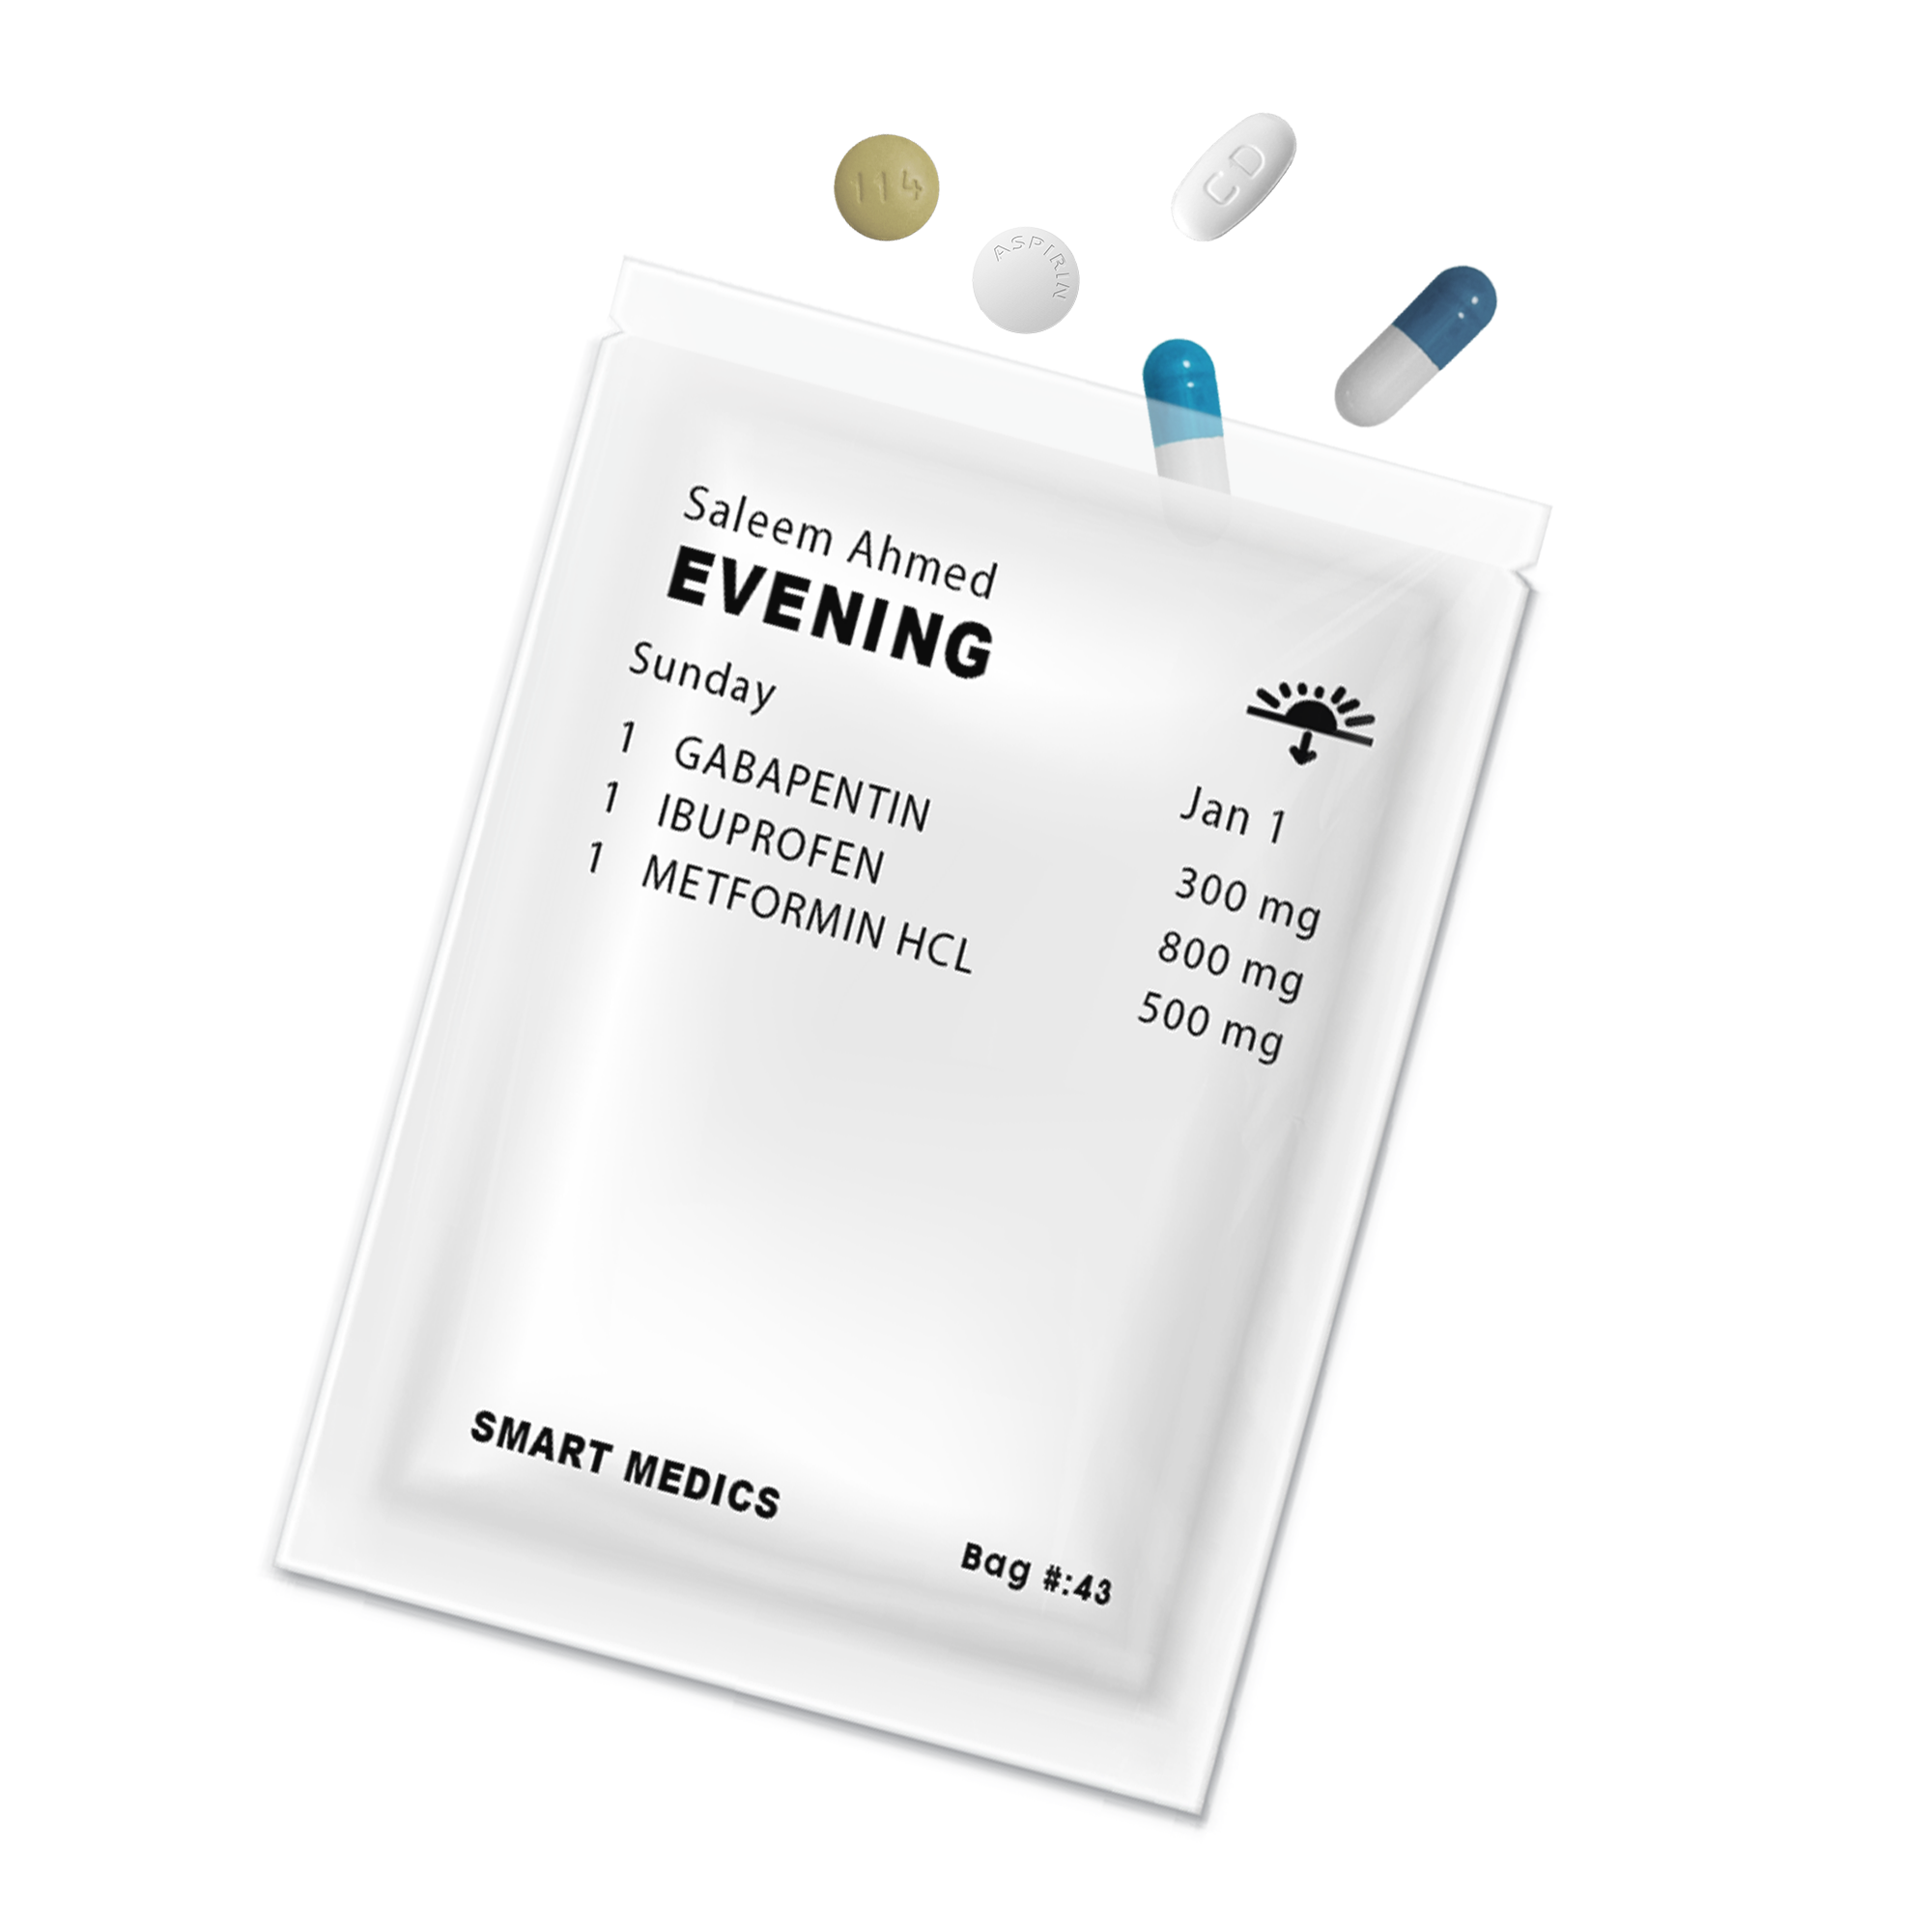 114
CD
ASPIRIN
Saleem Ahmed
EVENING
Sunday Jan 1
1 GABAPENTIN 300 mg
1 IBUPROFEN 800 mg
1 METFORMIN HCL 500 mg
SMART MEDICS
Bag #:43